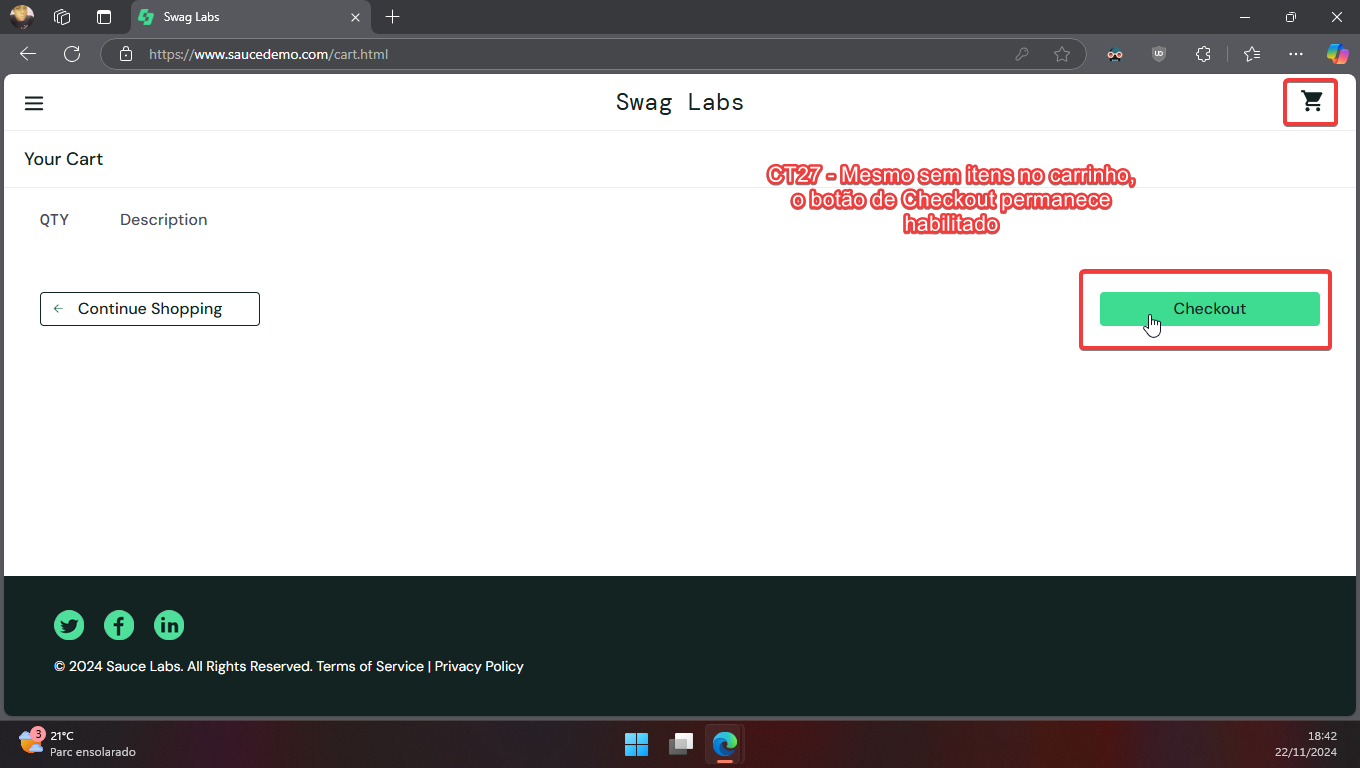 Swag Labs
https://www.saucedemo.com/cart.html
UD
Swag Labs
Your Cart
CT27 - Mesmo sem itens no carrinho,
o botão de Checkout permanece
habilitado
QTY Description
Continue Shopping
Checkout
© 2024 Sauce Labs. All Rights Reserved. Terms of Service | Privacy Policy
3
21°C
Parc ensolarado
18:42
22/11/2024